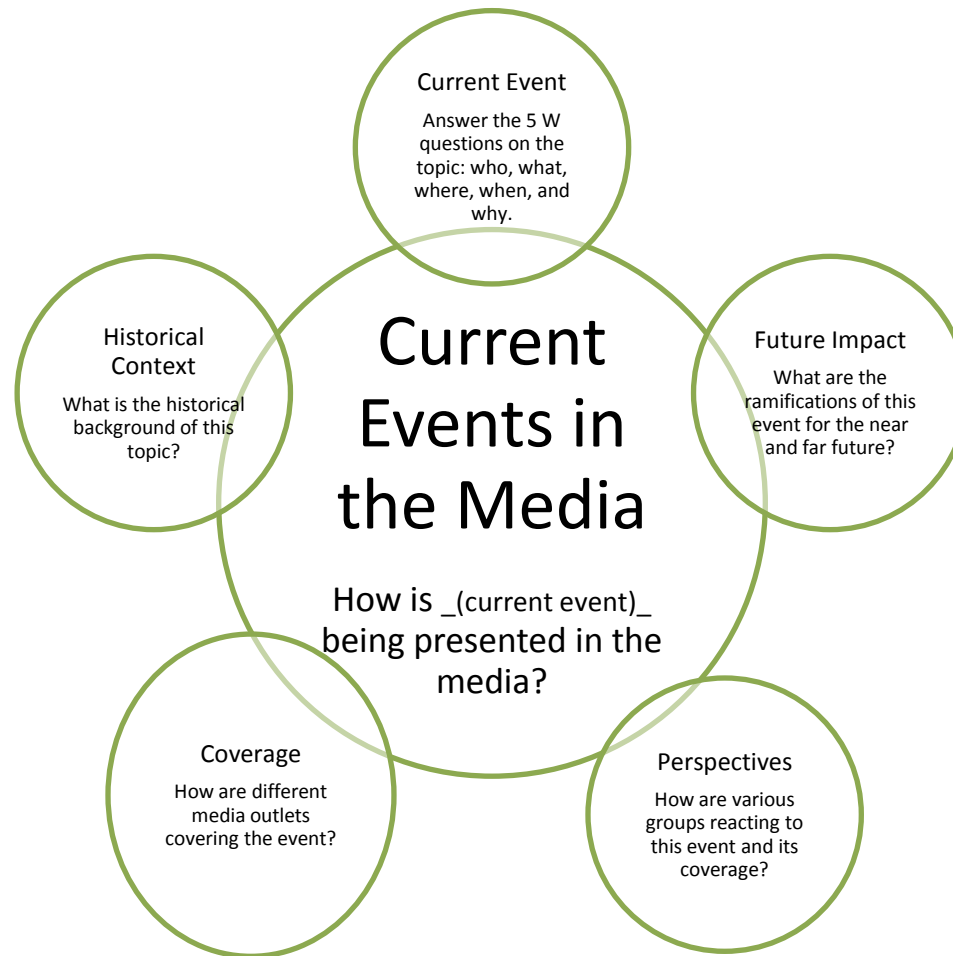 Current Event
Answer the 5 W
questions on the
topic: who, what,
where, when, and
why.
Historical
Context
What is the historical
background of this
topic?
Current
Events in
the Media
How is _(current event)_
being presented in the
media?
Future Impact
What are the
ramifications of this
event for the near
and far future?
Coverage
How are different
media outlets
covering the event?
Perspectives
How are various
groups reacting to
this event and its
coverage?